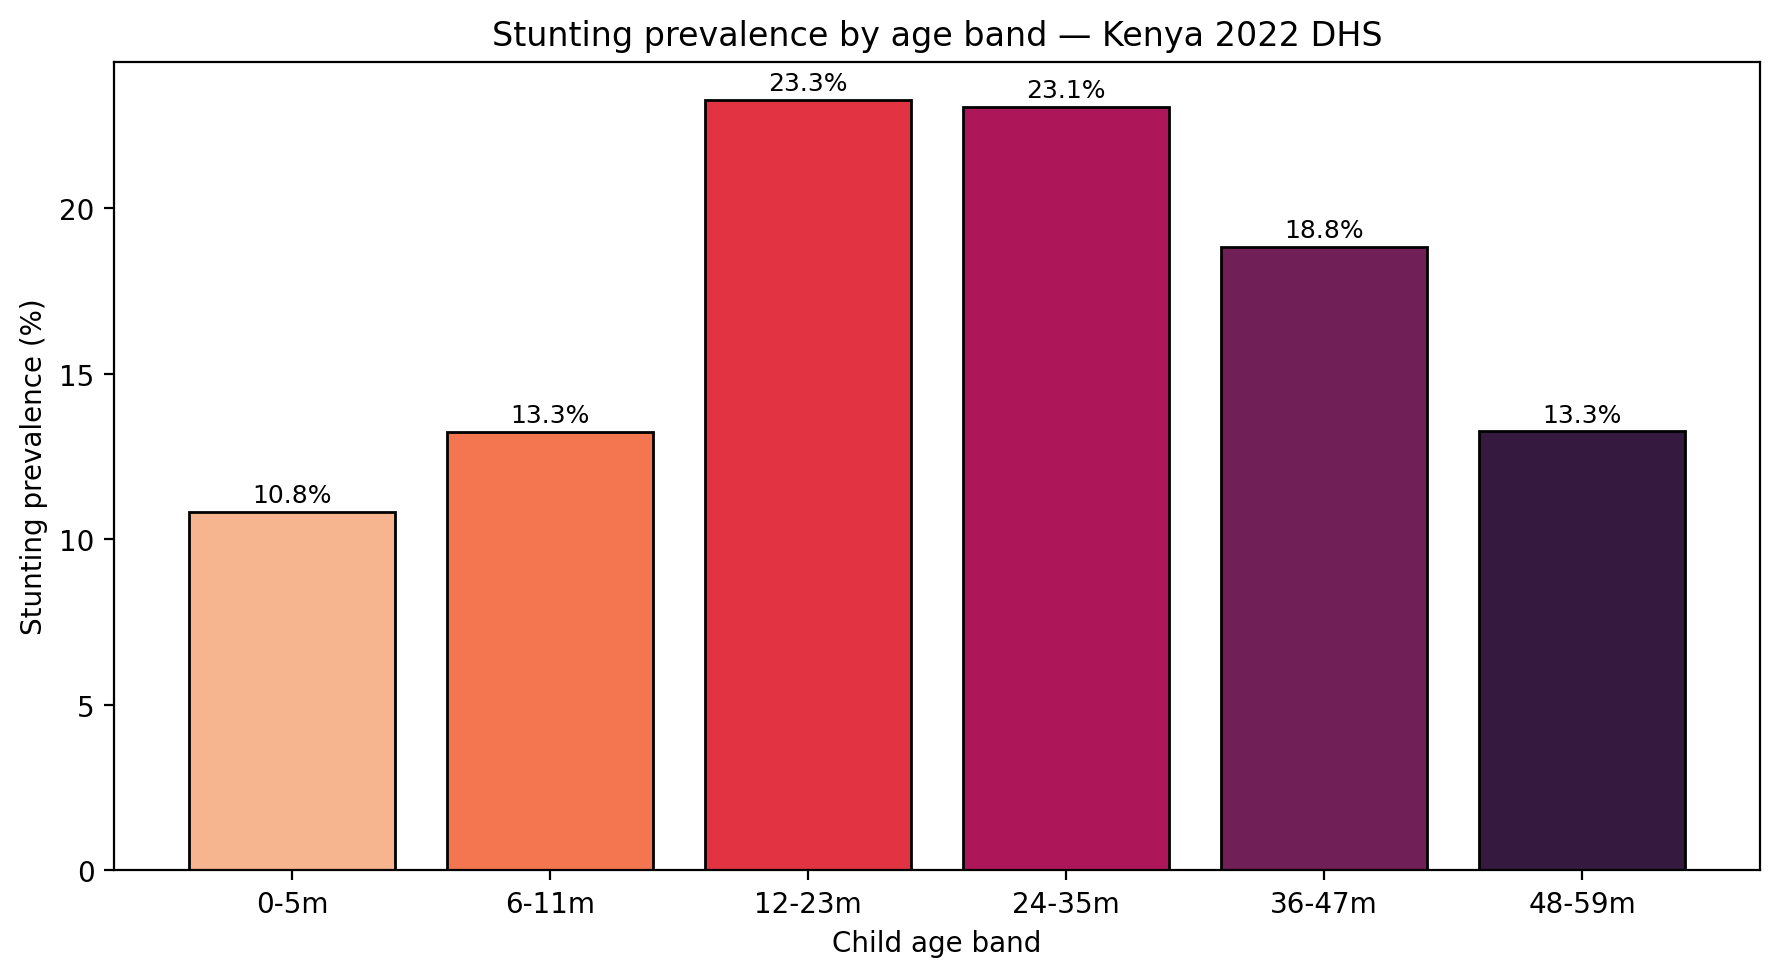 Stunting prevalence by age band — Kenya 2022 DHS
Stunting prevalence (%)
20
15
10
5
0
10.8%
13.3%
23.3%
23.1%
18.8%
13.3%
0-5m
6-11m
12-23m
24-35m
36-47m
48-59m
Child age band